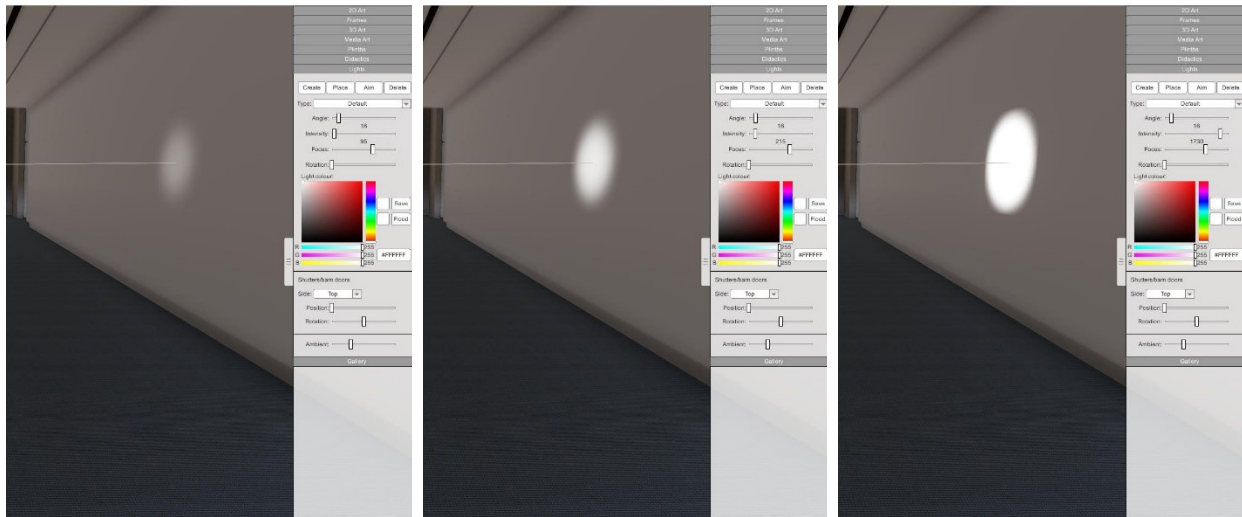 2D Art
Frames
3D Art
Media Art
Plinths
Didactics
Lights
Create Place Aim Delete
Type: Default
Angle:
16
Intensity:
95
Focus:
Rotation:
Light colour:
Save
Flood
R 255
G 255 #FFFFFF
B 255
Shutters/barn doors
Side: Top
Position:
Rotation:
Ambient:
Gallery
2D Art
Frames
3D Art
Media Art
Plinths
Didactics
Lights
Create Place Aim Delete
Type: Default
Angle:
16
Intensity:
215
Focus:
Rotation:
Light colour:
Save
Flood
R 255
G 255 #FFFFFF
B 255
Shutters/barn doors
Side: Top
Position:
Rotation:
Ambient:
Gallery
2D Art
Frames
3D Art
Media Art
Plinths
Didactics
Lights
Create Place Aim Delete
Type: Default
Angle:
16
Intensity:
1733
Focus:
Rotation:
Light colour:
Save
Flood
R 255
G 255 #FFFFFF
B 255
Shutters/barn doors
Side: Top
Position:
Rotation:
Ambient:
Gallery